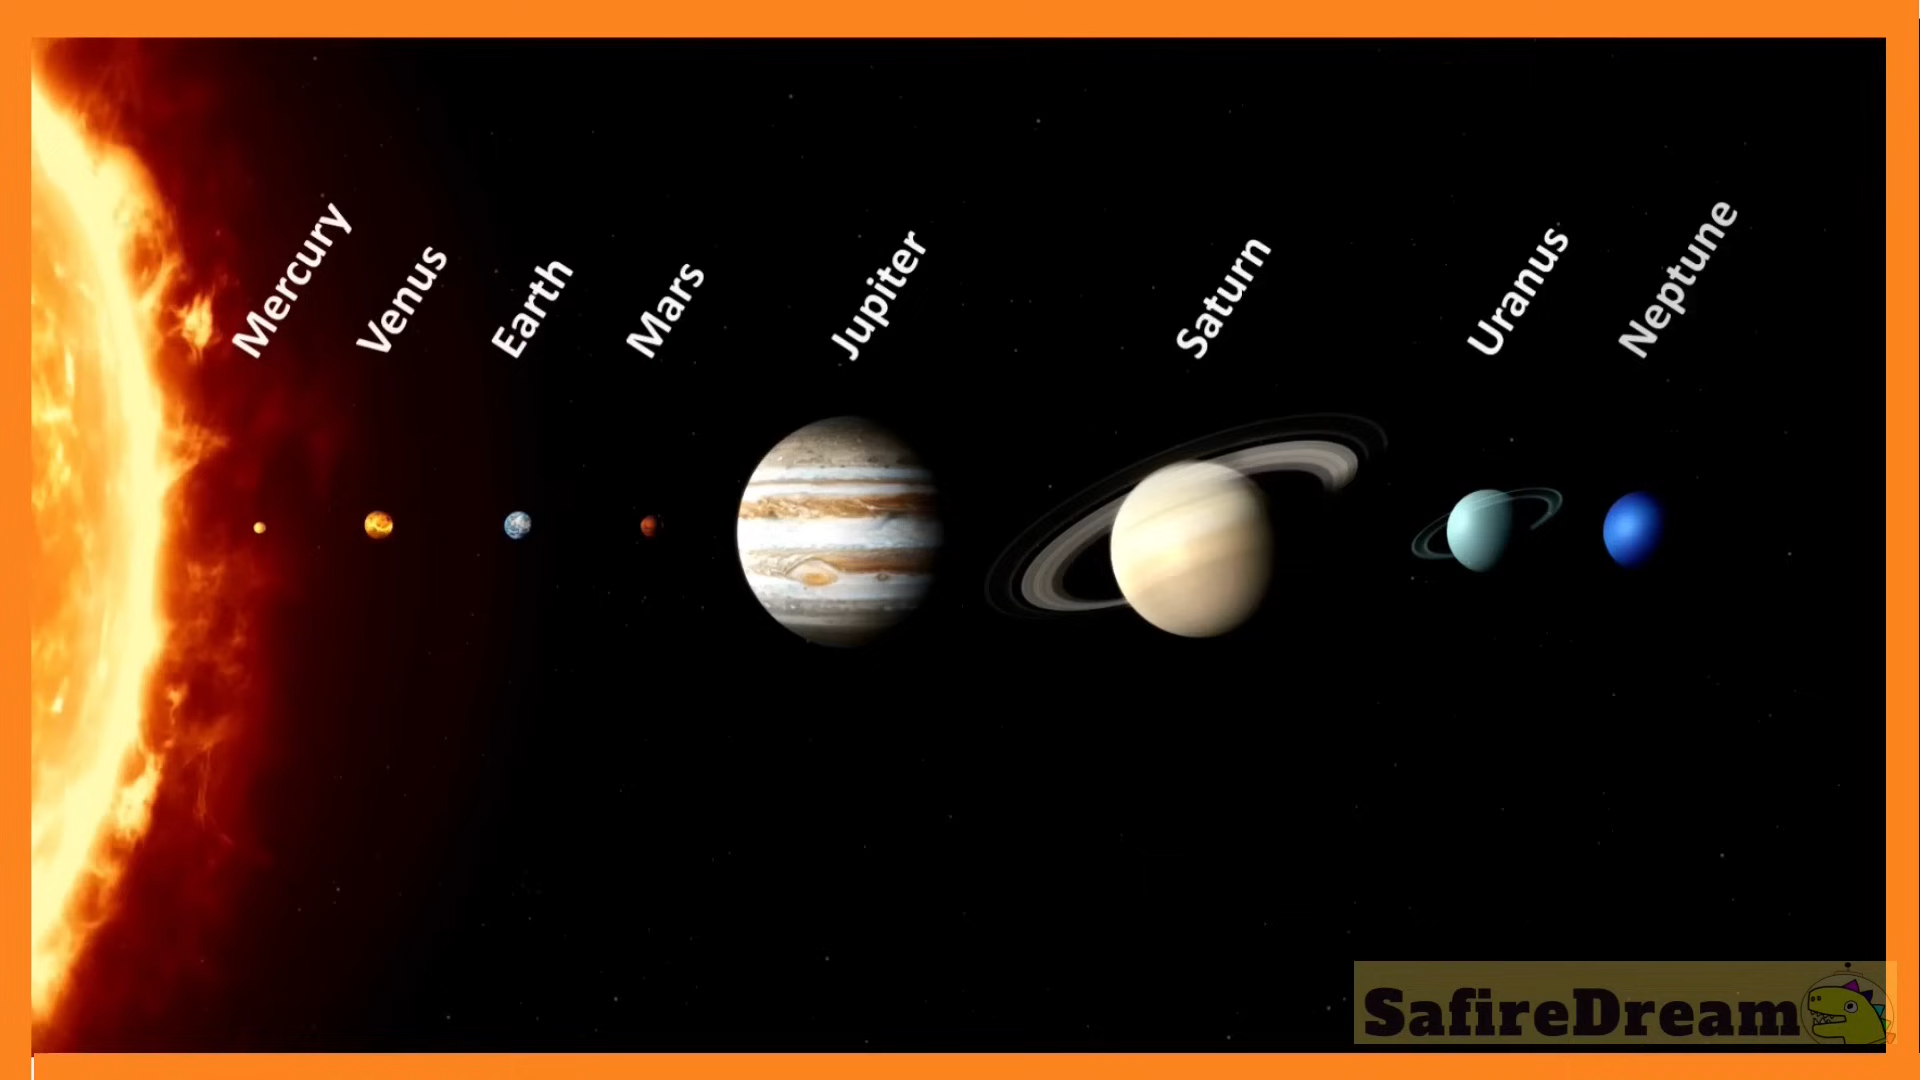 Mercury
Venus
Earth
Mars
Jupiter
Saturn
Uranus
Neptune
SafireDream